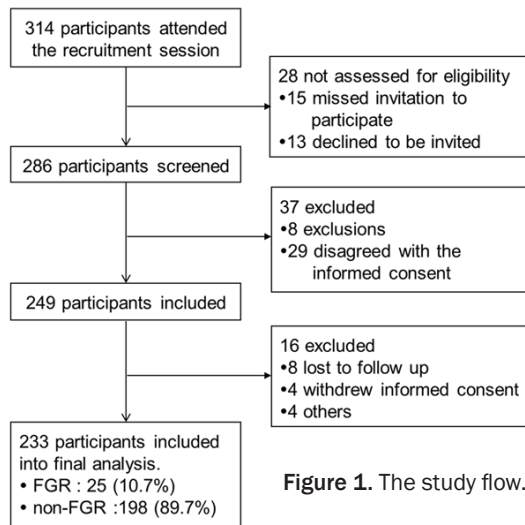 314 participants attended
the recruitment session
28 not assessed for eligibility
•15 missed invitation to
participate
•13 declined to be invited
286 participants screened
37 excluded
•8 exclusions
•29 disagreed with the
informed consent
249 participants included
16 excluded
•8 lost to follow up
•4 withdrew informed consent
•4 others
233 participants included
into final analysis.
• FGR : 25 (10.7%)
• non-FGR :198 (89.7%)
Figure 1. The study flow.